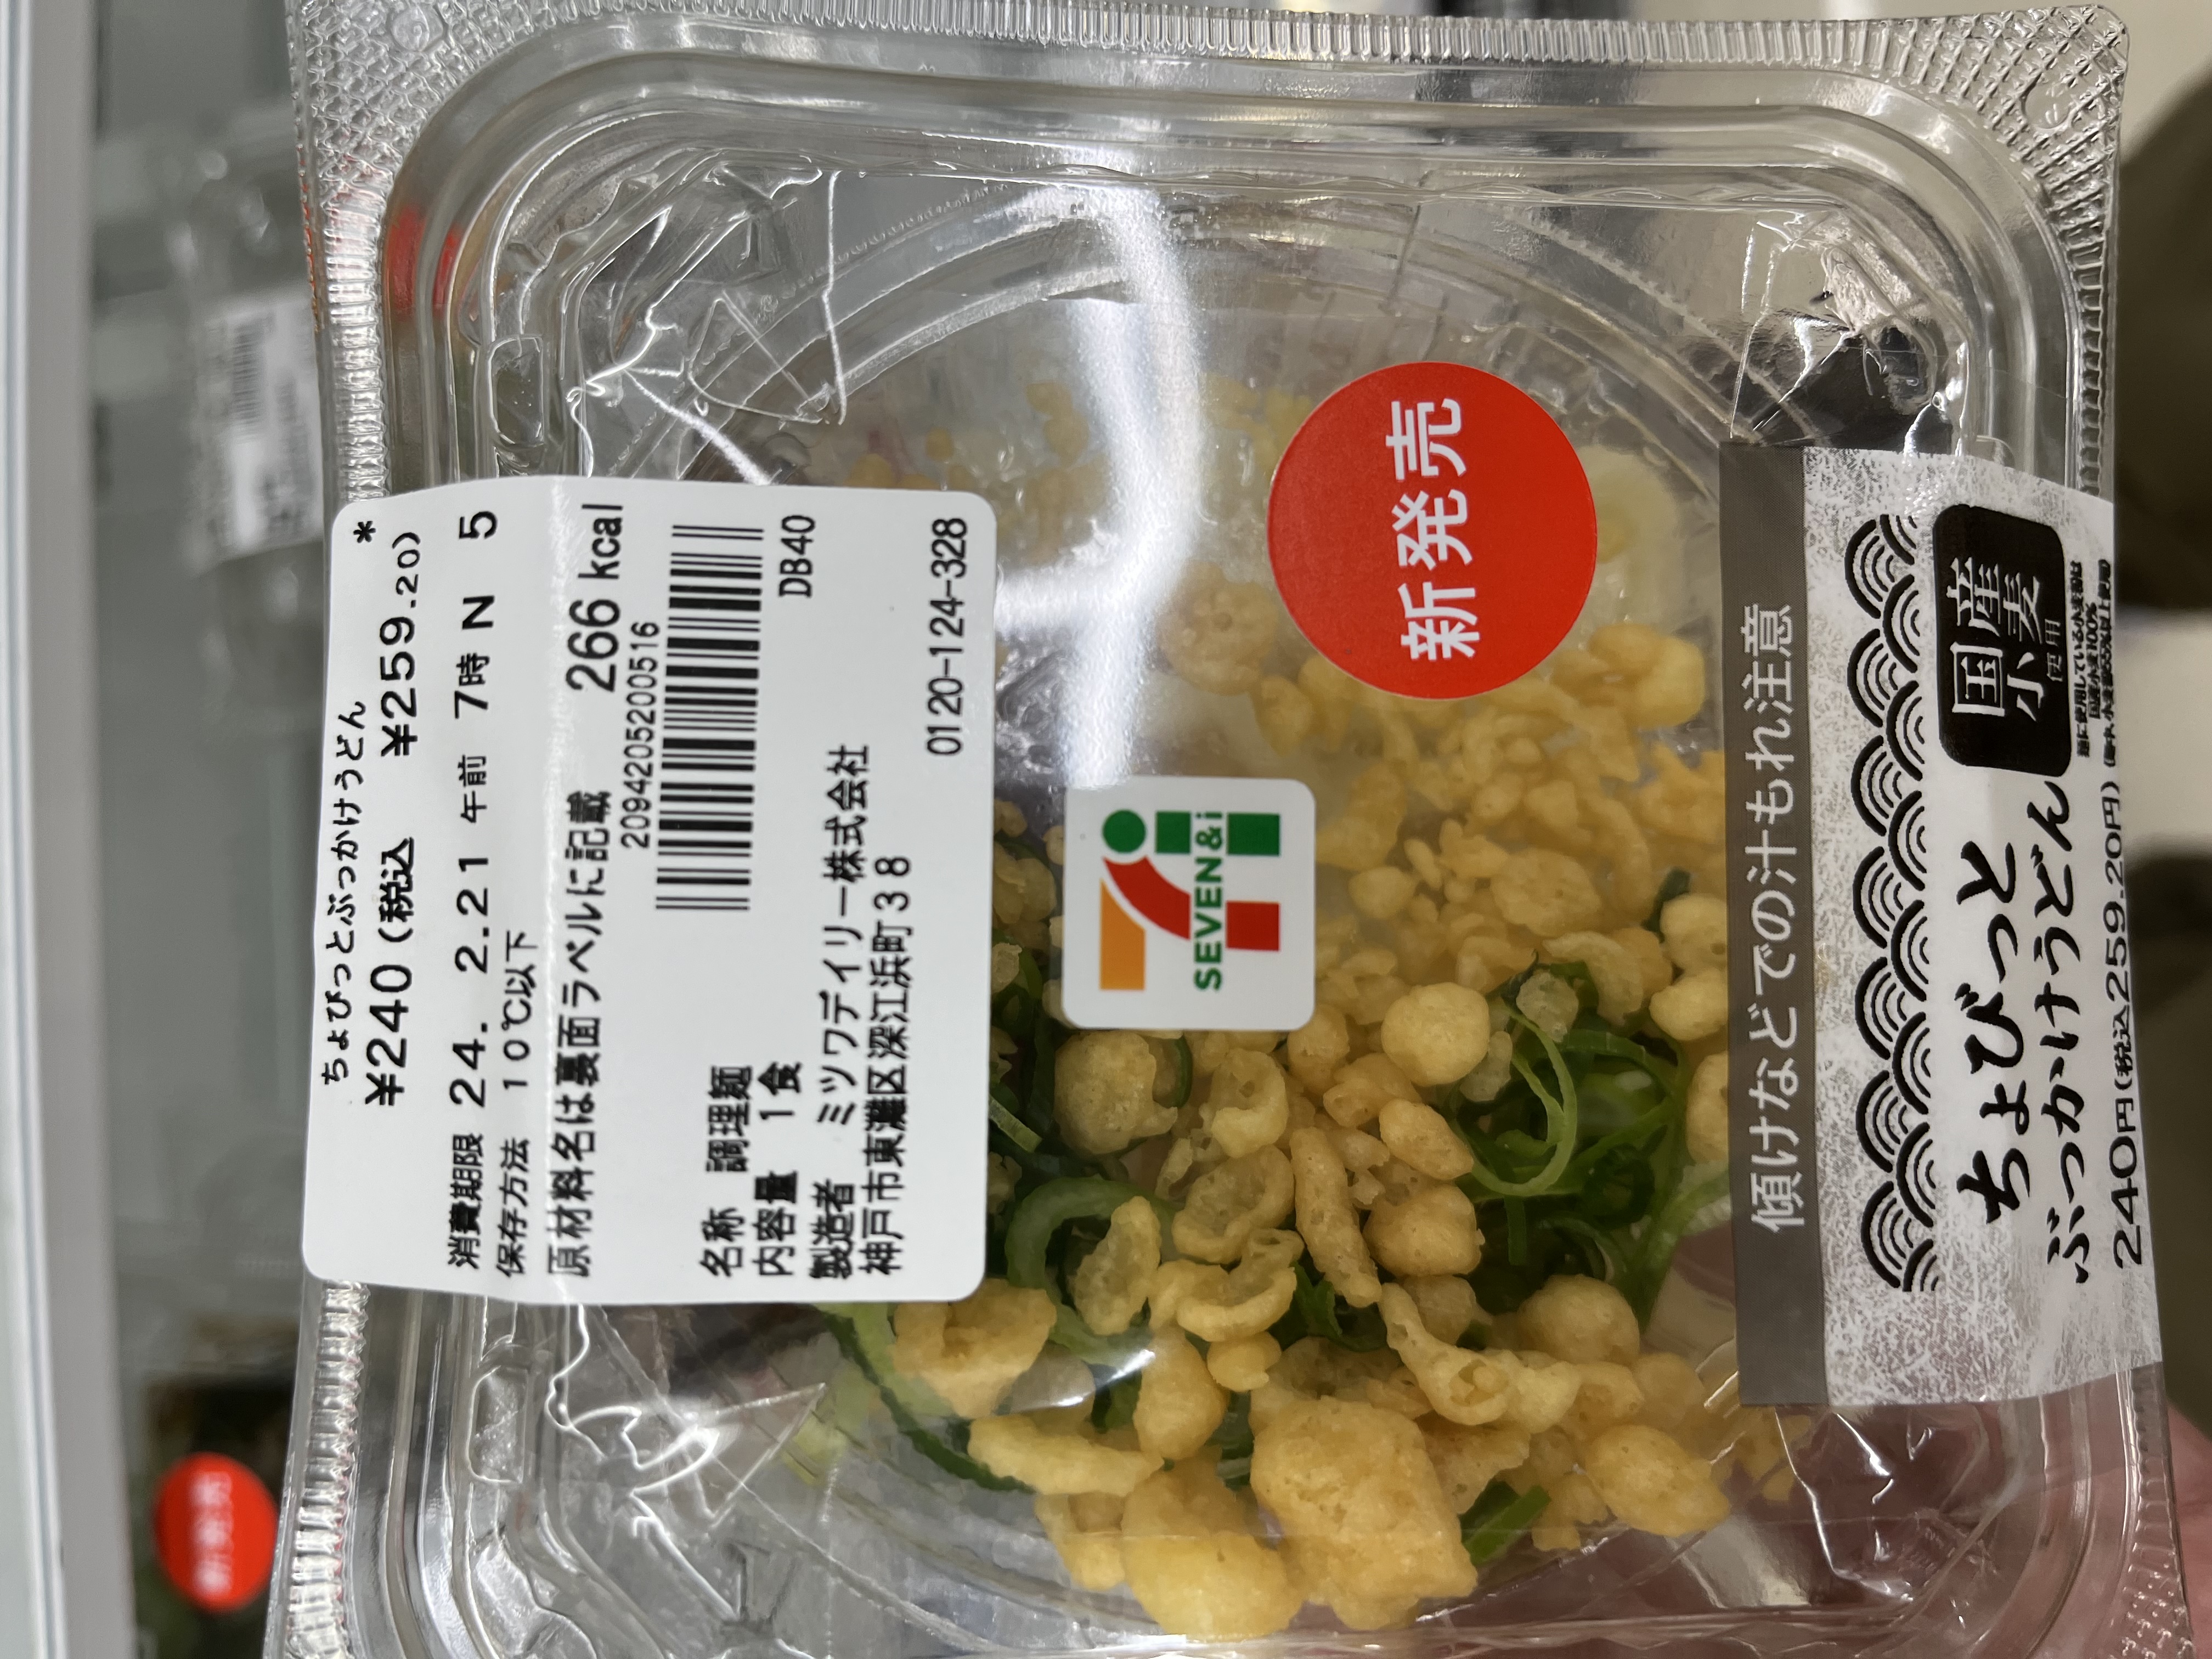 新発売
ちょびっとぶっかけうどん
*
¥240(税込 ¥259.20)
消費期限 24. 2.21 午前 7時 N 5
保存方法 10℃以下
原材料名は裏面ラベルに記載 266 kcal
2094205200516
名称 調理麺
内容量 1食
DB40
製造者 ミツワデイリー株式会社
神戸市東灘区深江浜町38
0120-124-328
SEVEN&i
新発売
傾けなどでの汁もれ注意
ちょびっと
ぶっかけうどん
国産
小麦
使用
麺に使用している小麦粉は
国産小麦100%
240円(税込259.20円)